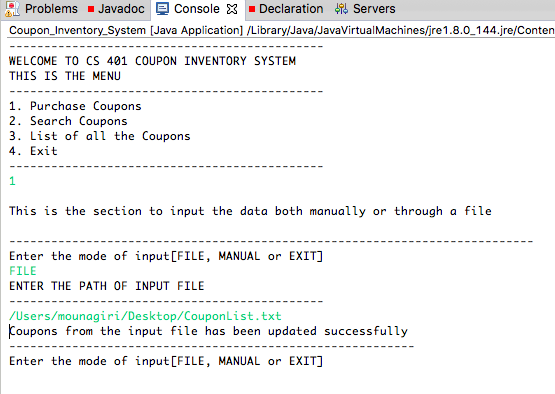 Problems Javadoc Console Declaration Servers
Coupon_Inventory_System [Java Application] /Library/Java/JavaVirtualMachines/jre1.8.0_144.jre/Conten
---------------------------------------------
WELCOME TO CS 401 COUPON INVENTORY SYSTEM
THIS IS THE MENU
---------------------------------------------
1. Purchase Coupons
2. Search Coupons
3. List of all the Coupons
4. Exit
---------------------------------------------
1
This is the section to input the data both manually or through a file
---------------------------------------------------------------------------
Enter the mode of input[FILE, MANUAL or EXIT]
FILE
ENTER THE PATH OF INPUT FILE
---------------------------------------------
/Users/mounagiri/Desktop/CouponList.txt
Coupons from the input file has been updated successfully
----------------------------------------------------------
Enter the mode of input[FILE, MANUAL or EXIT]